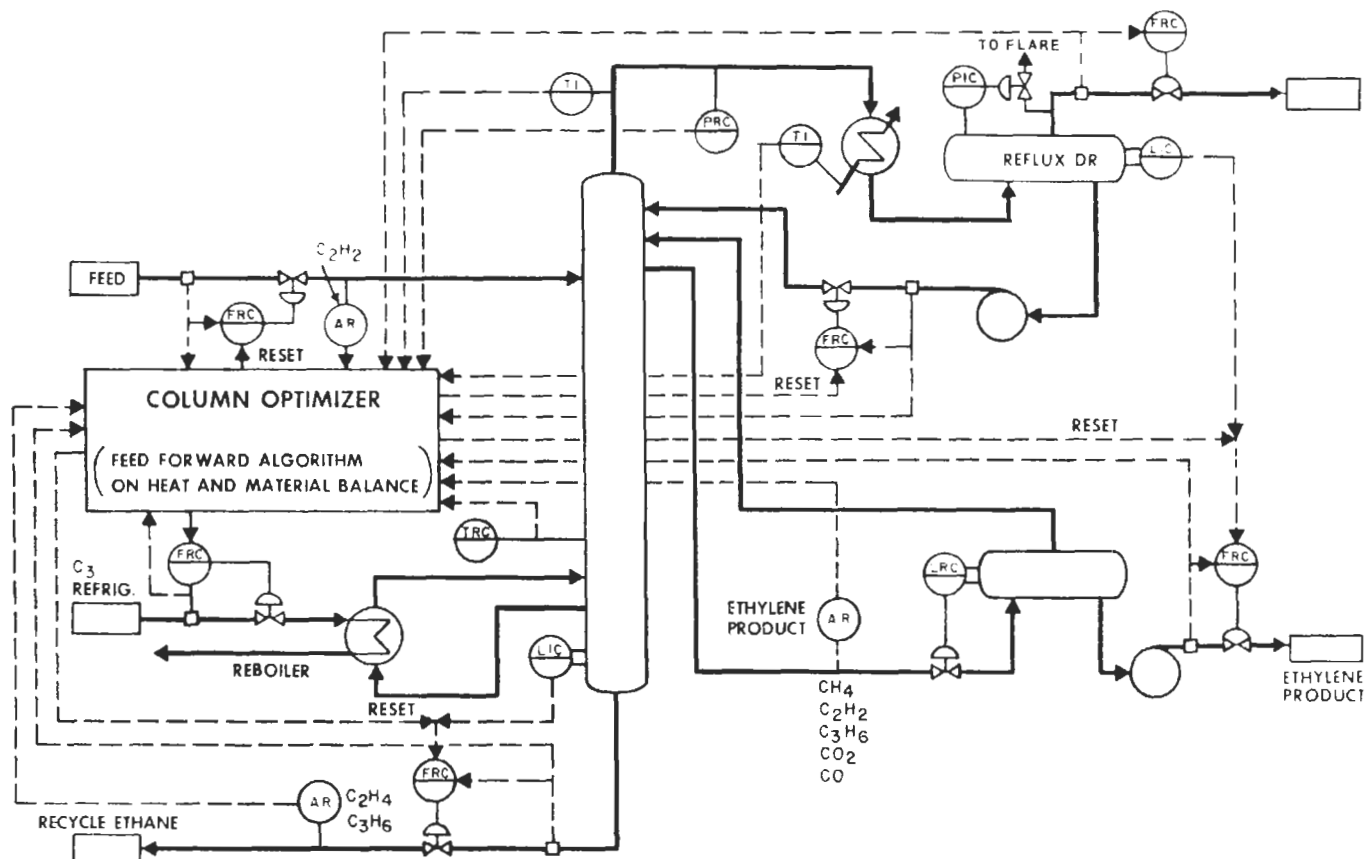 FRC
TO FLARE
TI
PIC
PRC
TI
REFLUX DR
LIC
C2H2
FEED
FRC
AR
RESET
FRC
RESET
COLUMN OPTIMIZER
(FEED FORWARD ALGORITHM
ON HEAT AND MATERIAL BALANCE)
RESET
TRC
FRC
C3
REFRIG.
LRC
FRC
ETHYLENE
PRODUCT
AR
REBOILER
LIC
ETHYLENE
PRODUCT
RESET
CH4
C2H2
C3H6
CO2
CO
FRC
AR
C2H4
C3H6
RECYCLE ETHANE